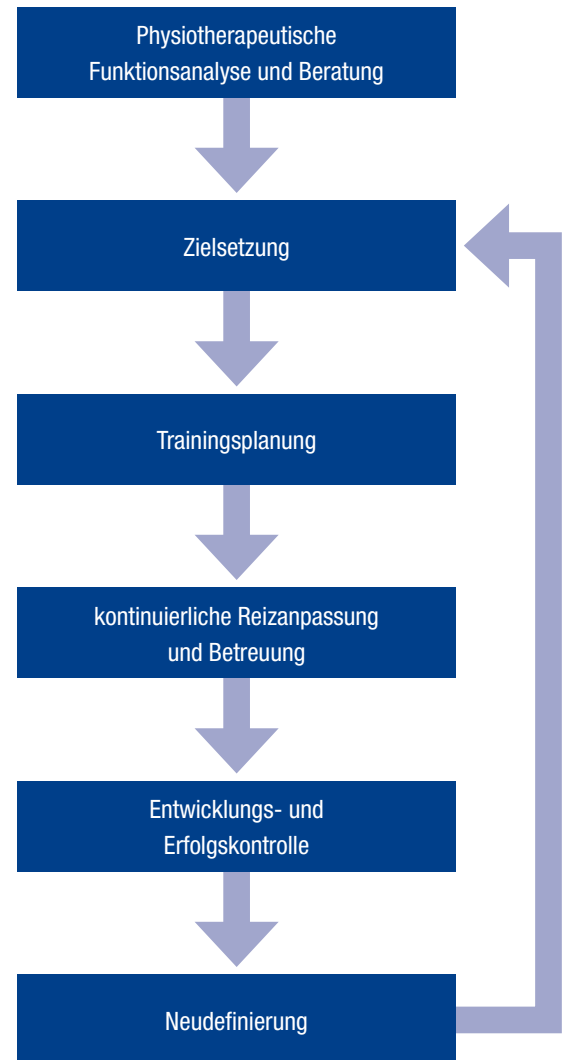 Physiotherapeutische
Funktionsanalyse und Beratung
Zielsetzung
Trainingsplanung
kontinuierliche Reizanpassung
und Betreuung
Entwicklungs- und
Erfolgskontrolle
Neudefinierung